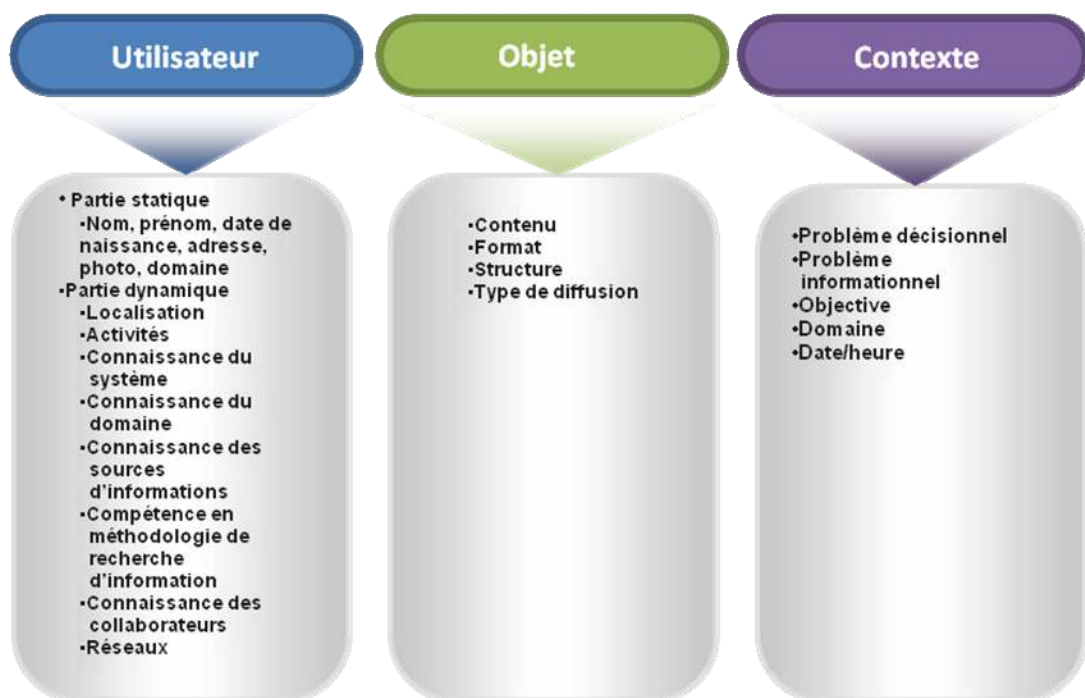 Utilisateur
• Partie statique
•Nom, prénom, date de
naissance, adresse,
photo, domaine
•Partie dynamique
•Localisation
•Activités
•Connaissance du
système
•Connaissance du
domaine
•Connaissance des
sources
d'informations
•Compétence en
méthodologie de
recherche
d'information
•Connaissance des
collaborateurs
•Réseaux
Objet
•Contenu
•Format
•Structure
•Type de diffusion
Contexte
•Problème décisionnel
•Problème
informationnel
•Objective
•Domaine
•Date/heure